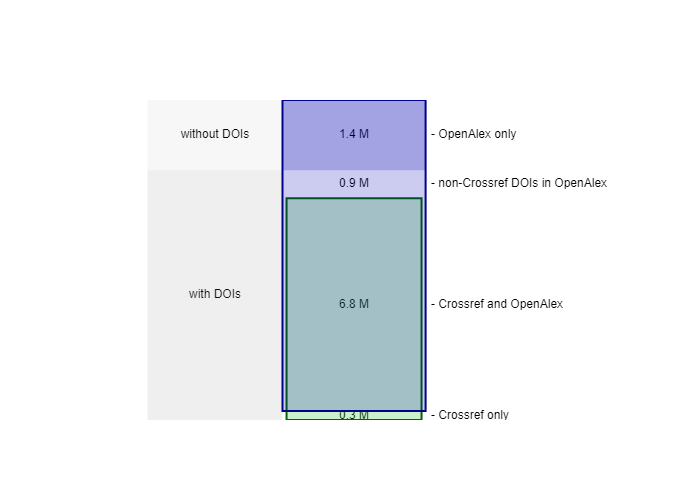 without DOIs 1.4 M - OpenAlex only
0.9 M - non-Crossref DOIs in OpenAlex
with DOIs
6.8 M - Crossref and OpenAlex
0.3 M - Crossref only